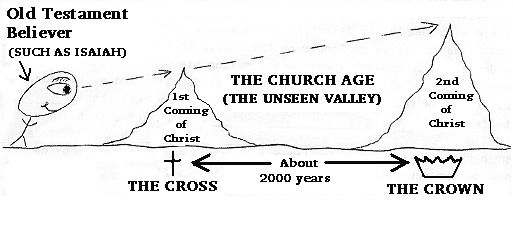 Old Testament
Believer
(SUCH AS ISAIAH)
THE CHURCH AGE
(THE UNSEEN VALLEY)
1st
Coming
of
Christ
2nd
Coming
of
Christ
About
2000 years
THE CROSS
THE CROWN